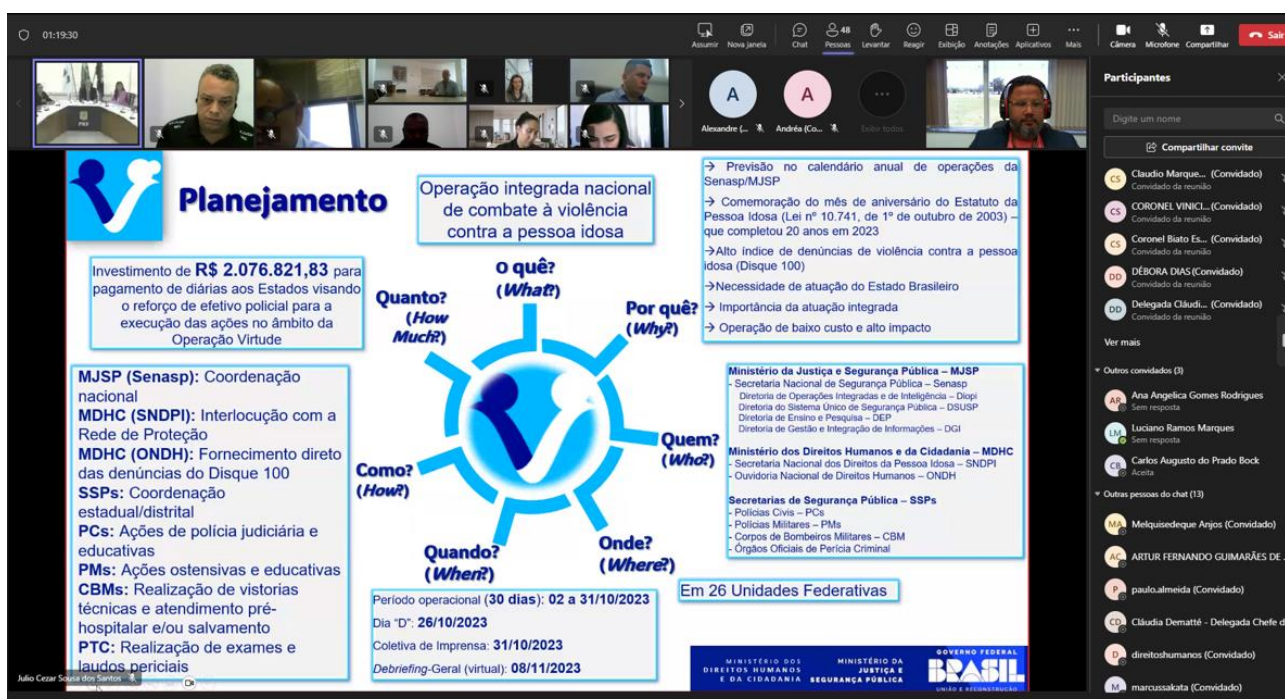 01:19:30
Assumir
Nova janela
Chat
48
Pessoas
Levantar
Reagir
Exibição
Anotações
Aplicativos
Mais
Câmera
Microfone
Compartilhar
Sair
PRF
A
Alexandre (...
A
Andréa (Co...
Exibir todos
Participantes
Digite um nome
Compartilhar convite
CS
Claudio Marque... (Convidado)
Convidado da reunião
CS
CORONEL VINICI... (Convidado)
Convidado da reunião
CS
Coronel Biato Es... (Convidado)
Convidado da reunião
DD
DÉBORA DIAS(Convidado)
Convidado da reunião
DD
Delegada Cláudi... (Convidado)
Convidado da reunião
Ver mais
Outros convidados (3)
AR
Ana Angelica Gomes Rodrigues
Sem resposta
LM
Luciano Ramos Marques
Sem resposta
CB
Carlos Augusto do Prado Bock
Aceita
Outras pessoas do chat (13)
MA
Melquisedeque Anjos (Convidado)
AC
ARTUR FERNANDO GUIMARÃES DE ...
P
paulo.almeida (Convidado)
CD
Cláudia Dematté - Delegada Chefe d
D
direitoshumanos (Convidado)
M
marcussakata (Convidado)
Planejamento
Operação integrada nacional
de combate à violência
contra a pessoa idosa
→ Previsão no calendário anual de operações da
Senasp/MJSP
→ Comemoração do mês de aniversário do Estatuto da
Pessoa Idosa (Lei nº 10.741, de 1º de outubro de 2003) –
que completou 20 anos em 2023
→Alto índice de denúncias de violência contra a pessoa
idosa (Disque 100)
→Necessidade de atuação do Estado Brasileiro
→ Importância da atuação integrada
→ Operação de baixo custo e alto impacto
Investimento de R$ 2.076.821,83 para
pagamento de diárias aos Estados visando
o reforço de efetivo policial para a
execução das ações no âmbito da
Operação Virtude
O quê?
(What?)
Quanto?
(How
Much?)
Por quê?
(Why?)
Quem?
(Who?)
Como?
(How?)
Quando?
(When?)
Onde?
(Where?)
MJSP (Senasp): Coordenação
nacional
MDHC (SNDPI): Interlocução com a
Rede de Proteção
MDHC (ONDH): Fornecimento direto
das denúncias do Disque 100
SSPs: Coordenação
estadual/distrital
PCs: Ações de polícia judiciária e
educativas
PMs: Ações ostensivas e educativas
CBMs: Realização de vistorias
técnicas e atendimento pré-
hospitalar e/ou salvamento
PTC: Realização de exames e
laudos periciais
Ministério da Justiça e Segurança Pública – MJSP
- Secretaria Nacional de Segurança Pública – Senasp
Diretoria de Operações Integradas e de Inteligência – Diopi
Diretoria do Sistema Único de Segurança Pública – DSUSP
Diretoria de Ensino e Pesquisa – DEP
Diretoria de Gestão e Integração de Informações – DGI
Ministério dos Direitos Humanos e da Cidadania – MDHC
- Secretaria Nacional dos Direitos da Pessoa Idosa – SNDPI
- Ouvidoria Nacional de Direitos Humanos – ONDH
Secretarias de Segurança Pública – SSPs
- Polícias Civis – PCs
- Polícias Militares – PMs
- Corpos de Bombeiros Militares – CBM
- Órgãos Oficiais de Perícia Criminal
Em 26 Unidades Federativas
Período operacional (30 dias): 02 a 31/10/2023
Dia “D”: 26/10/2023
Coletiva de Imprensa: 31/10/2023
Debriefing-Geral (virtual): 08/11/2023
MINISTÉRIO DOS
DIREITOS HUMANOS
E DA CIDADANIA
MINISTÉRIO DA
JUSTIÇA E
SEGURANÇA PÚBLICA
GOVERNO FEDERAL
BRASIL
UNIÃO E RECONSTRUÇÃO
Julio Cezar Sousa dos Santos